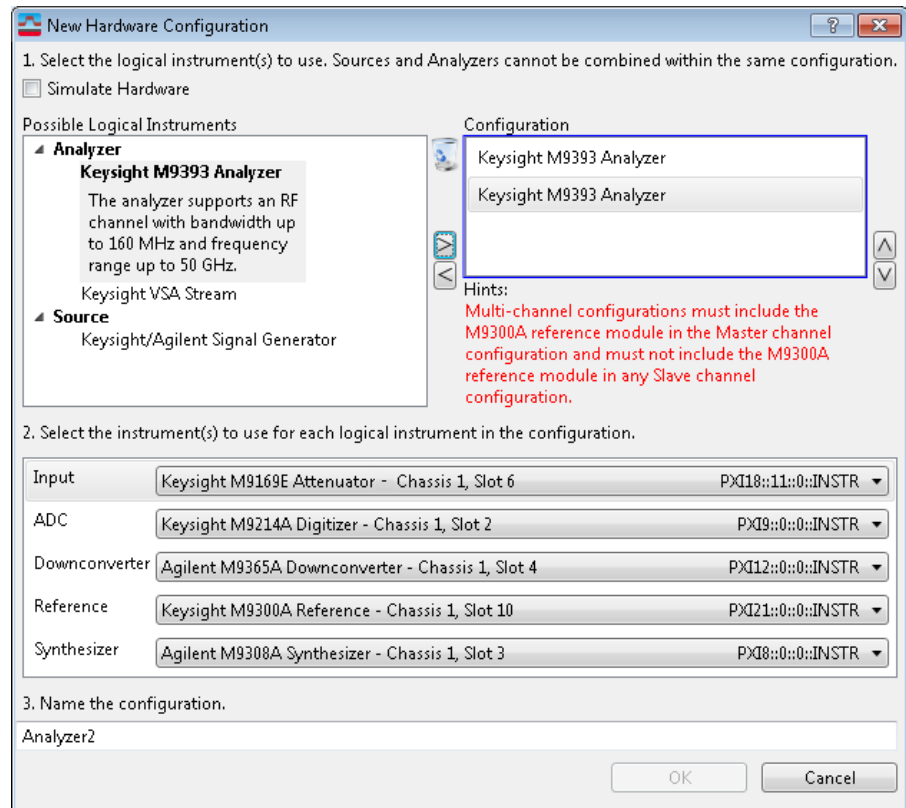 New Hardware Configuration
1. Select the logical instrument(s) to use. Sources and Analyzers cannot be combined within the same configuration.
Simulate Hardware
Possible Logical Instruments
Analyzer
Keysight M9393 Analyzer
The analyzer supports an RF
channel with bandwidth up
to 160 MHz and frequency
range up to 50 GHz.
Keysight VSA Stream
Source
Keysight/Agilent Signal Generator
>
<
Configuration
Keysight M9393 Analyzer
Keysight M9393 Analyzer
Hints:
Multi-channel configurations must include the
M9300A reference module in the Master channel
configuration and must not include the M9300A
reference module in any Slave channel
configuration.
2. Select the instrument(s) to use for each logical instrument in the configuration.
Input Keysight M9169E Attenuator - Chassis 1, Slot 6 PXI18::11::0::INSTR
ADC Keysight M9214A Digitizer - Chassis 1, Slot 2 PXI9::0::0::INSTR
Downconverter Agilent M9365A Downconverter - Chassis 1, Slot 4 PXI12::0::0::INSTR
Reference Keysight M9300A Reference - Chassis 1, Slot 10 PXI21::0::0::INSTR
Synthesizer Agilent M9308A Synthesizer - Chassis 1, Slot 3 PXI8::0::0::INSTR
3. Name the configuration.
Analyzer2
OK Cancel